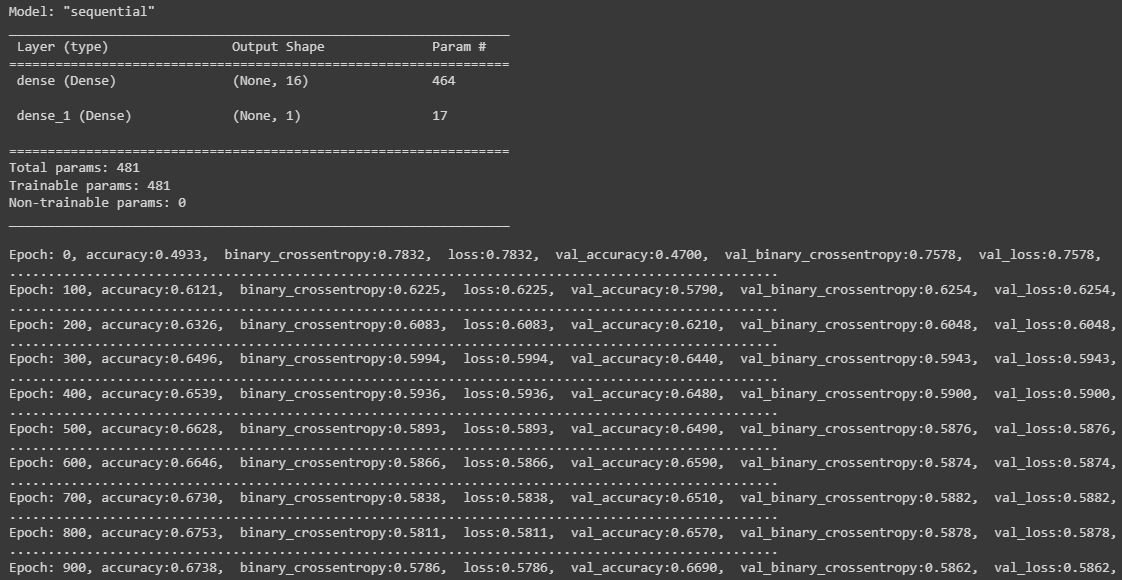 Model: "sequential"
_________________________________________________________________
Layer (type) Output Shape Param #
=================================================================
dense (Dense) (None, 16) 464
dense_1 (Dense) (None, 1) 17
=================================================================
Total params: 481
Trainable params: 481
Non-trainable params: 0
_________________________________________________________________
Epoch: 0, accuracy:0.4933, binary_crossentropy:0.7832, loss:0.7832, val_accuracy:0.4700, val_binary_crossentropy:0.7578, val_loss:0.7578,
....................................................................................................
Epoch: 100, accuracy:0.6121, binary_crossentropy:0.6225, loss:0.6225, val_accuracy:0.5790, val_binary_crossentropy:0.6254, val_loss:0.6254,
....................................................................................................
Epoch: 200, accuracy:0.6326, binary_crossentropy:0.6083, loss:0.6083, val_accuracy:0.6210, val_binary_crossentropy:0.6048, val_loss:0.6048,
....................................................................................................
Epoch: 300, accuracy:0.6496, binary_crossentropy:0.5994, loss:0.5994, val_accuracy:0.6440, val_binary_crossentropy:0.5943, val_loss:0.5943,
....................................................................................................
Epoch: 400, accuracy:0.6539, binary_crossentropy:0.5936, loss:0.5936, val_accuracy:0.6480, val_binary_crossentropy:0.5900, val_loss:0.5900,
....................................................................................................
Epoch: 500, accuracy:0.6628, binary_crossentropy:0.5893, loss:0.5893, val_accuracy:0.6490, val_binary_crossentropy:0.5876, val_loss:0.5876,
....................................................................................................
Epoch: 600, accuracy:0.6646, binary_crossentropy:0.5866, loss:0.5866, val_accuracy:0.6590, val_binary_crossentropy:0.5874, val_loss:0.5874,
....................................................................................................
Epoch: 700, accuracy:0.6730, binary_crossentropy:0.5838, loss:0.5838, val_accuracy:0.6510, val_binary_crossentropy:0.5882, val_loss:0.5882,
....................................................................................................
Epoch: 800, accuracy:0.6753, binary_crossentropy:0.5811, loss:0.5811, val_accuracy:0.6570, val_binary_crossentropy:0.5878, val_loss:0.5878,
....................................................................................................
Epoch: 900, accuracy:0.6738, binary_crossentropy:0.5786, loss:0.5786, val_accuracy:0.6690, val_binary_crossentropy:0.5862, val_loss:0.5862,